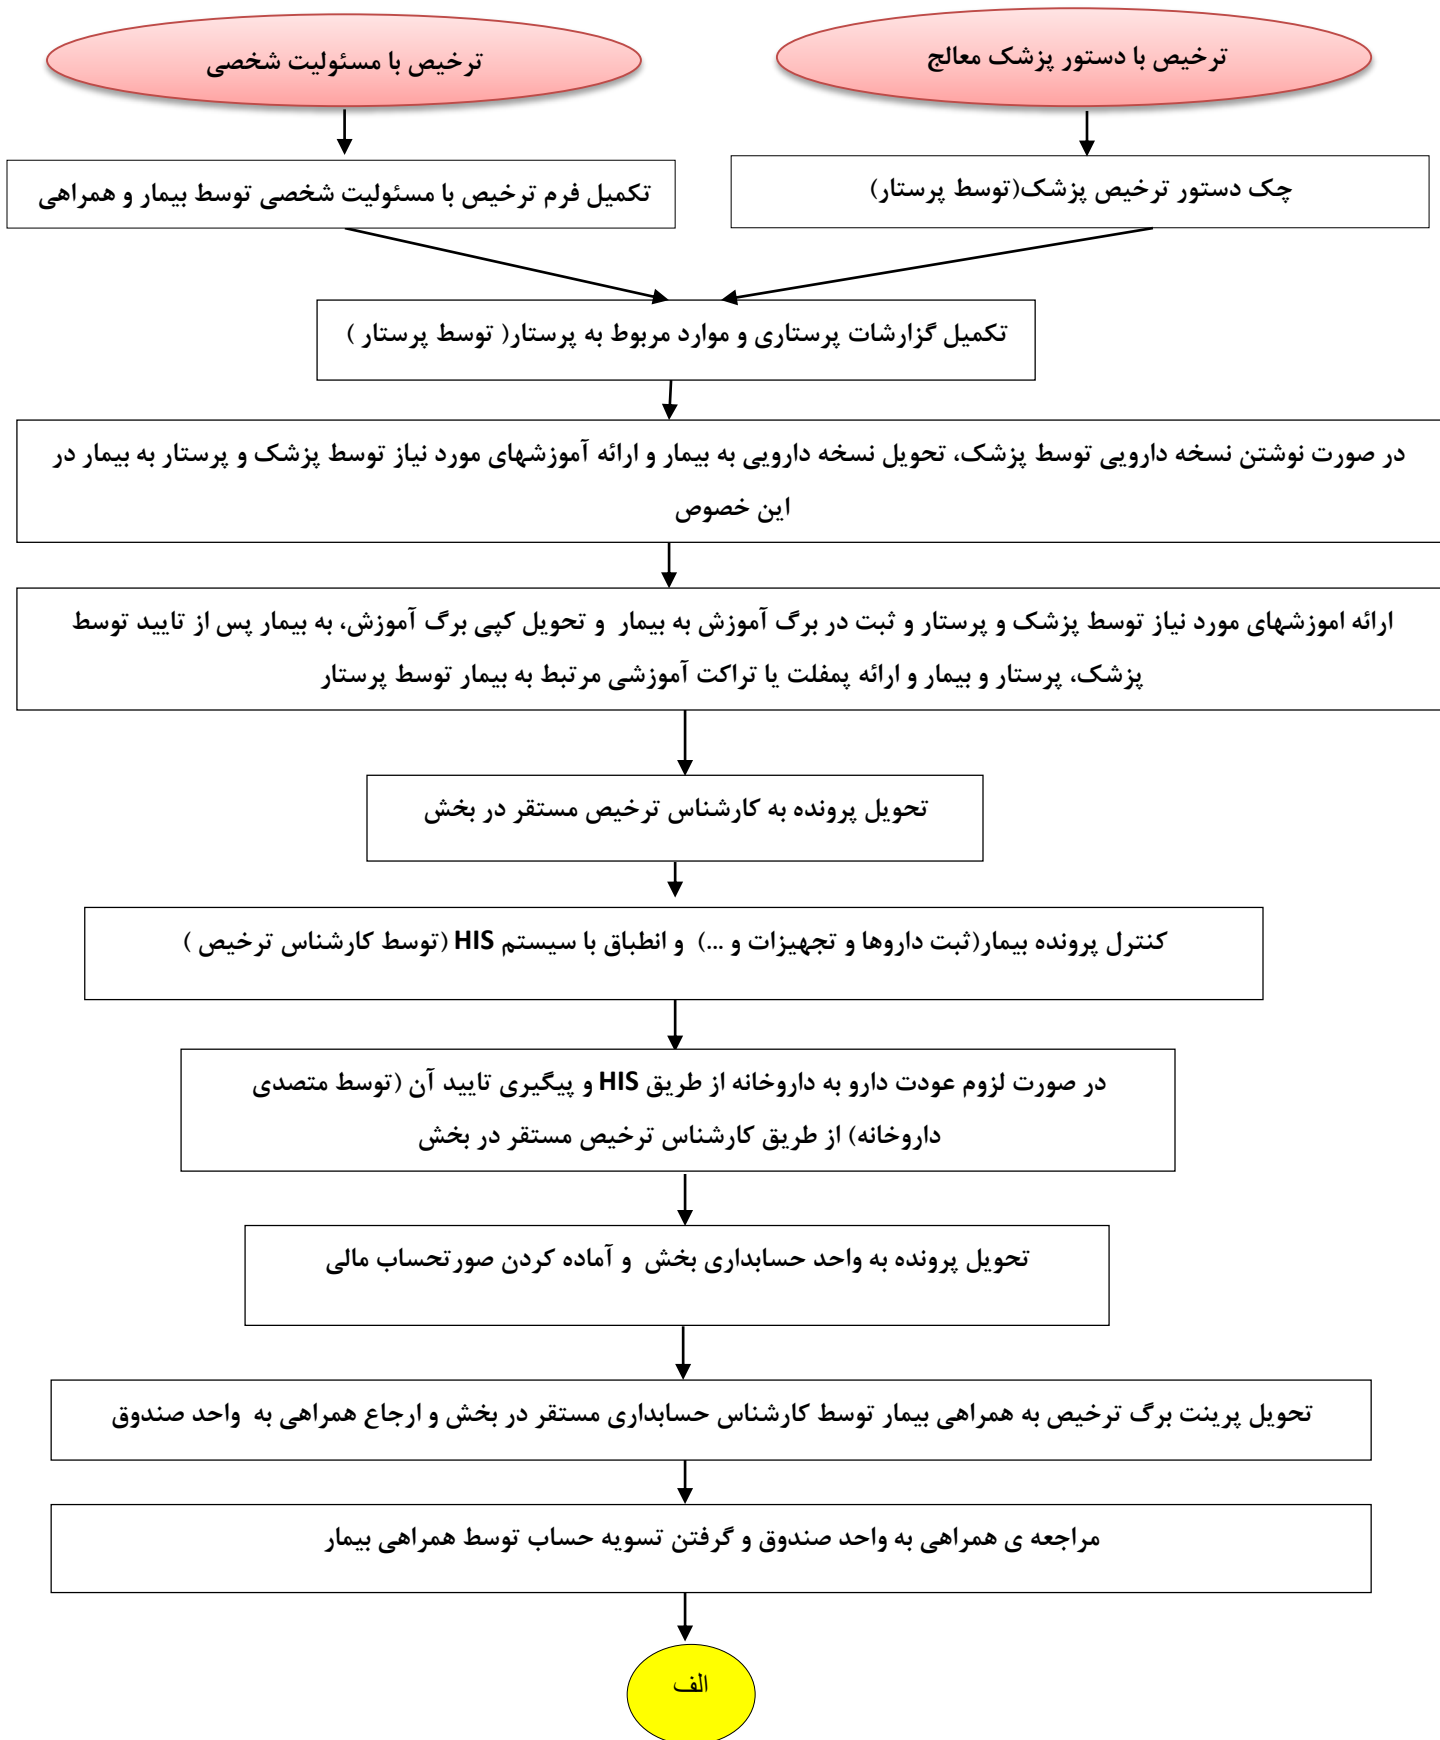 ترخیص با دستور پزشک معالج
ترخیص با مسئولیت شخصی
چک دستور ترخیص پزشک(توسط پرستار)
تکمیل فرم ترخیص با مسئولیت شخصی توسط بیمار و همراهی
تکمیل گزارشات پرستاری و موارد مربوط به پرستار( توسط پرستار )
در صورت نوشتن نسخه دارویی توسط پزشک، تحویل نسخه دارویی به بیمار و ارائه آموزشهای مورد نیاز توسط پزشک و پرستار به بیمار در
این خصوص
ارائه اموزشهای مورد نیاز توسط پزشک و پرستار و ثبت در برگ آموزش به بیمار و تحویل کپی برگ آموزش، به بیمار پس از تایید توسط
پزشک، پرستار و بیمار و ارائه پمفلت یا تراکت آموزشی مرتبط به بیمار توسط پرستار
تحویل پرونده به کارشناس ترخیص مستقر در بخش
کنترل پرونده بیمار(ثبت داروها و تجهیزات و ...) و انطباق با سیستم HIS (توسط کارشناس ترخیص )
در صورت لزوم عودت دارو به داروخانه از طریق HIS و پیگیری تایید آن (توسط متصدی
داروخانه) از طریق کارشناس ترخیص مستقر در بخش
تحویل پرونده به واحد حسابداری بخش و آماده کردن صورتحساب مالی
تحویل پرینت برگ ترخیص به همراهی بیمار توسط کارشناس حسابداری مستقر در بخش و ارجاع همراهی به واحد صندوق
مراجعه ی همراهی به واحد صندوق و گرفتن تسویه حساب توسط همراهی بیمار
الف